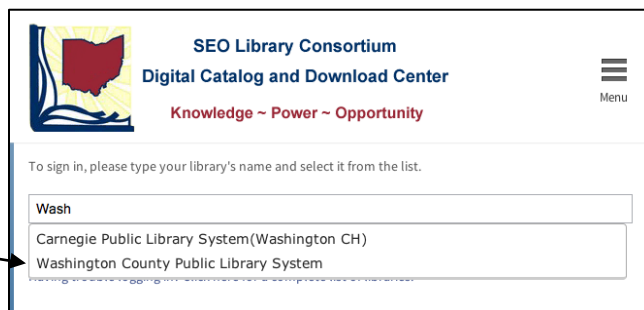 SEO Library Consortium
Digital Catalog and Download Center
Knowledge ~ Power ~ Opportunity
Menu
To sign in, please type your library's name and select it from the list.
Wash
Carnegie Public Library System(Washington CH)
Washington County Public Library System